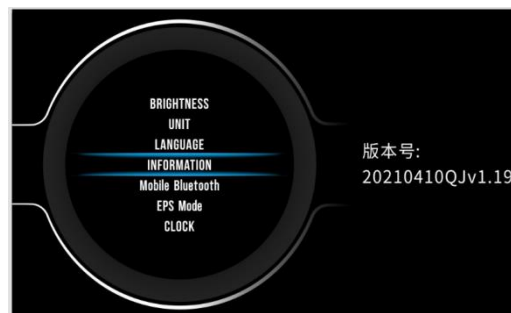 BRIGHTNESS
UNIT
LANGUAGE
INFORMATION
Mobile Bluetooth
EPS Mode
CLOCK
版本号:
20210410QJv1.19